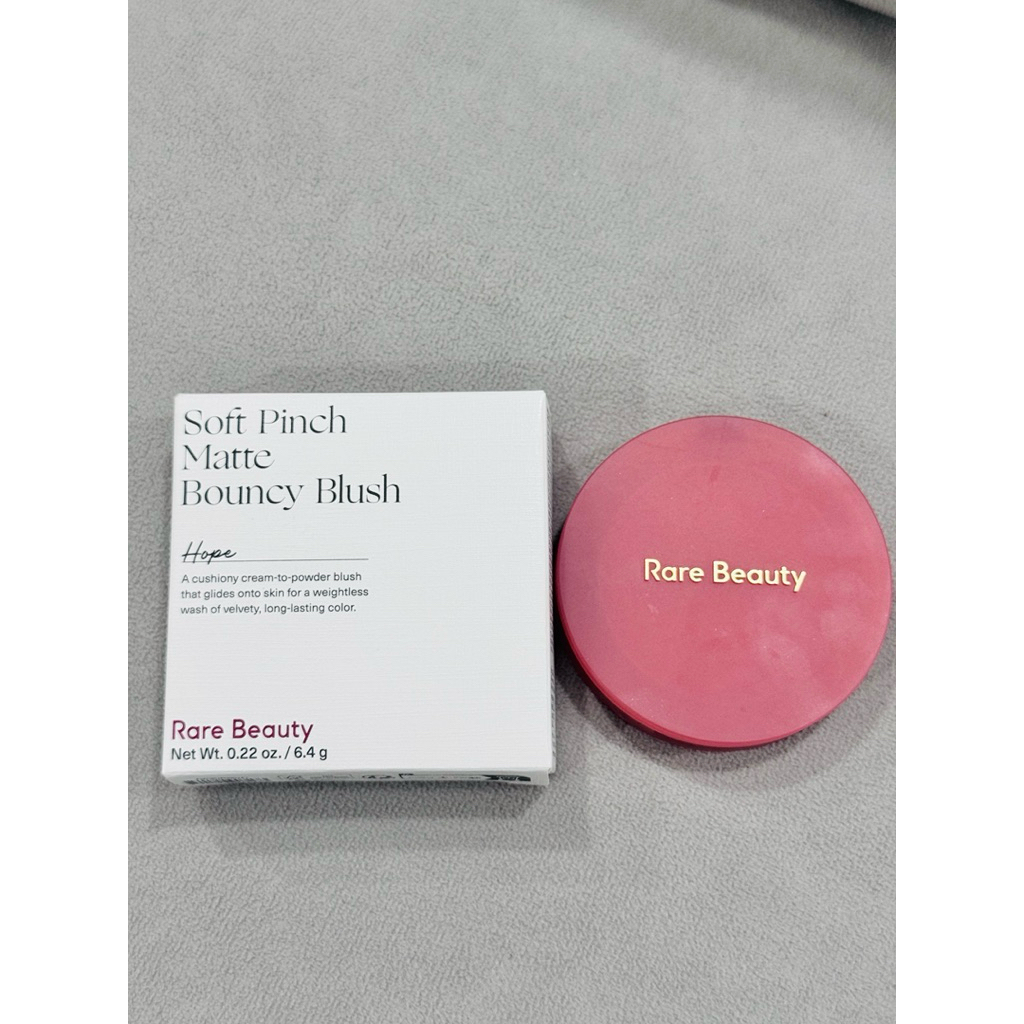 Soft Pinch
Matte
Bouncy Blush
Hope
A cushiony cream-to-powder blush
that glides onto skin for a weightless
wash of velvety, long-lasting color.
Rare Beauty
Net Wt. 0.22 oz. / 6.4 g
Rare Beauty